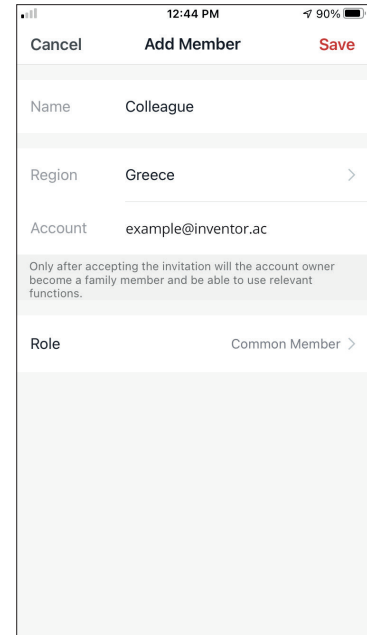 12:44 PM 90%
Cancel Add Member Save
Name Colleague
Region Greece
Account example@inventor.ac
Only after accepting the invitation will the account owner
become a family member and be able to use relevant
functions.
Role Common Member